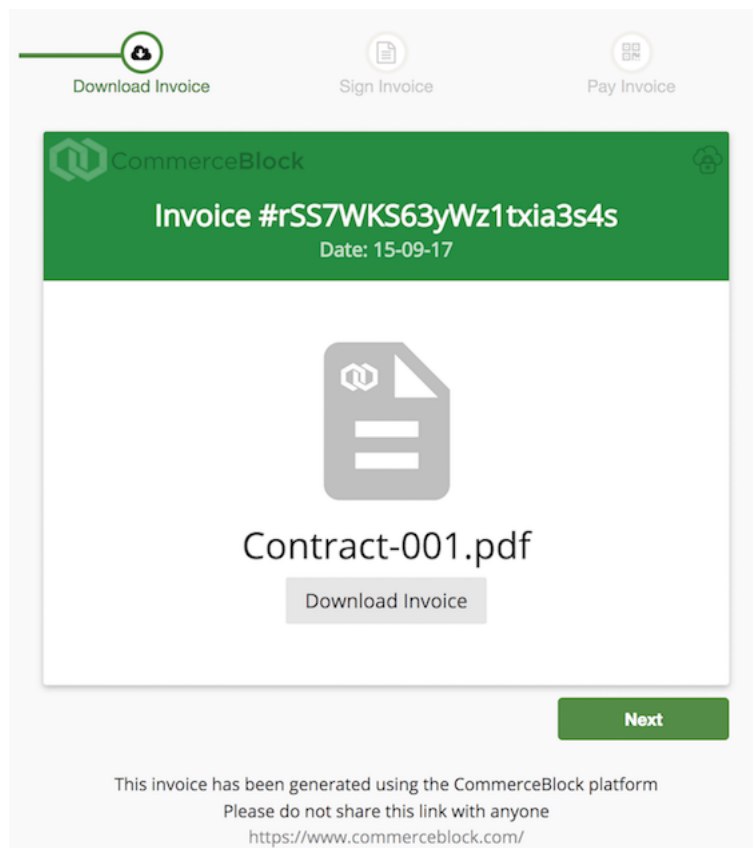 Download Invoice
Sign Invoice
Pay Invoice
CommerceBlock
Invoice #rSS7WKS63yWz1txia3s4s
Date: 15-09-17
Contract-001.pdf
Download Invoice
Next
This invoice has been generated using the CommerceBlock platform
Please do not share this link with anyone
https://www.commerceblock.com/